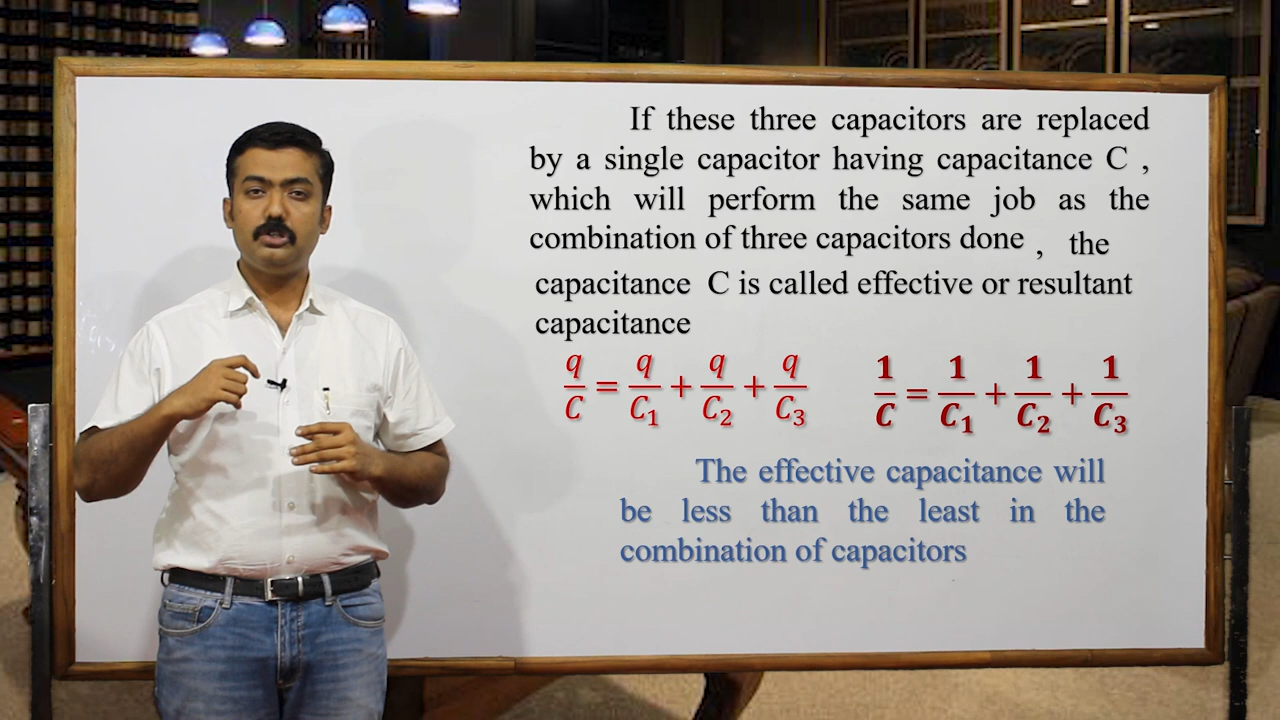 If these three capacitors are replaced
by a single capacitor having capacitance C ,
which will perform the same job as the
combination of three capacitors done , the
capacitance C is called effective or resultant
capacitance
q/C = q/C₁ + q/C₂ + q/C₃
1/C = 1/C₁ + 1/C₂ + 1/C₃
The effective capacitance will
be less than the least in the
combination of capacitors